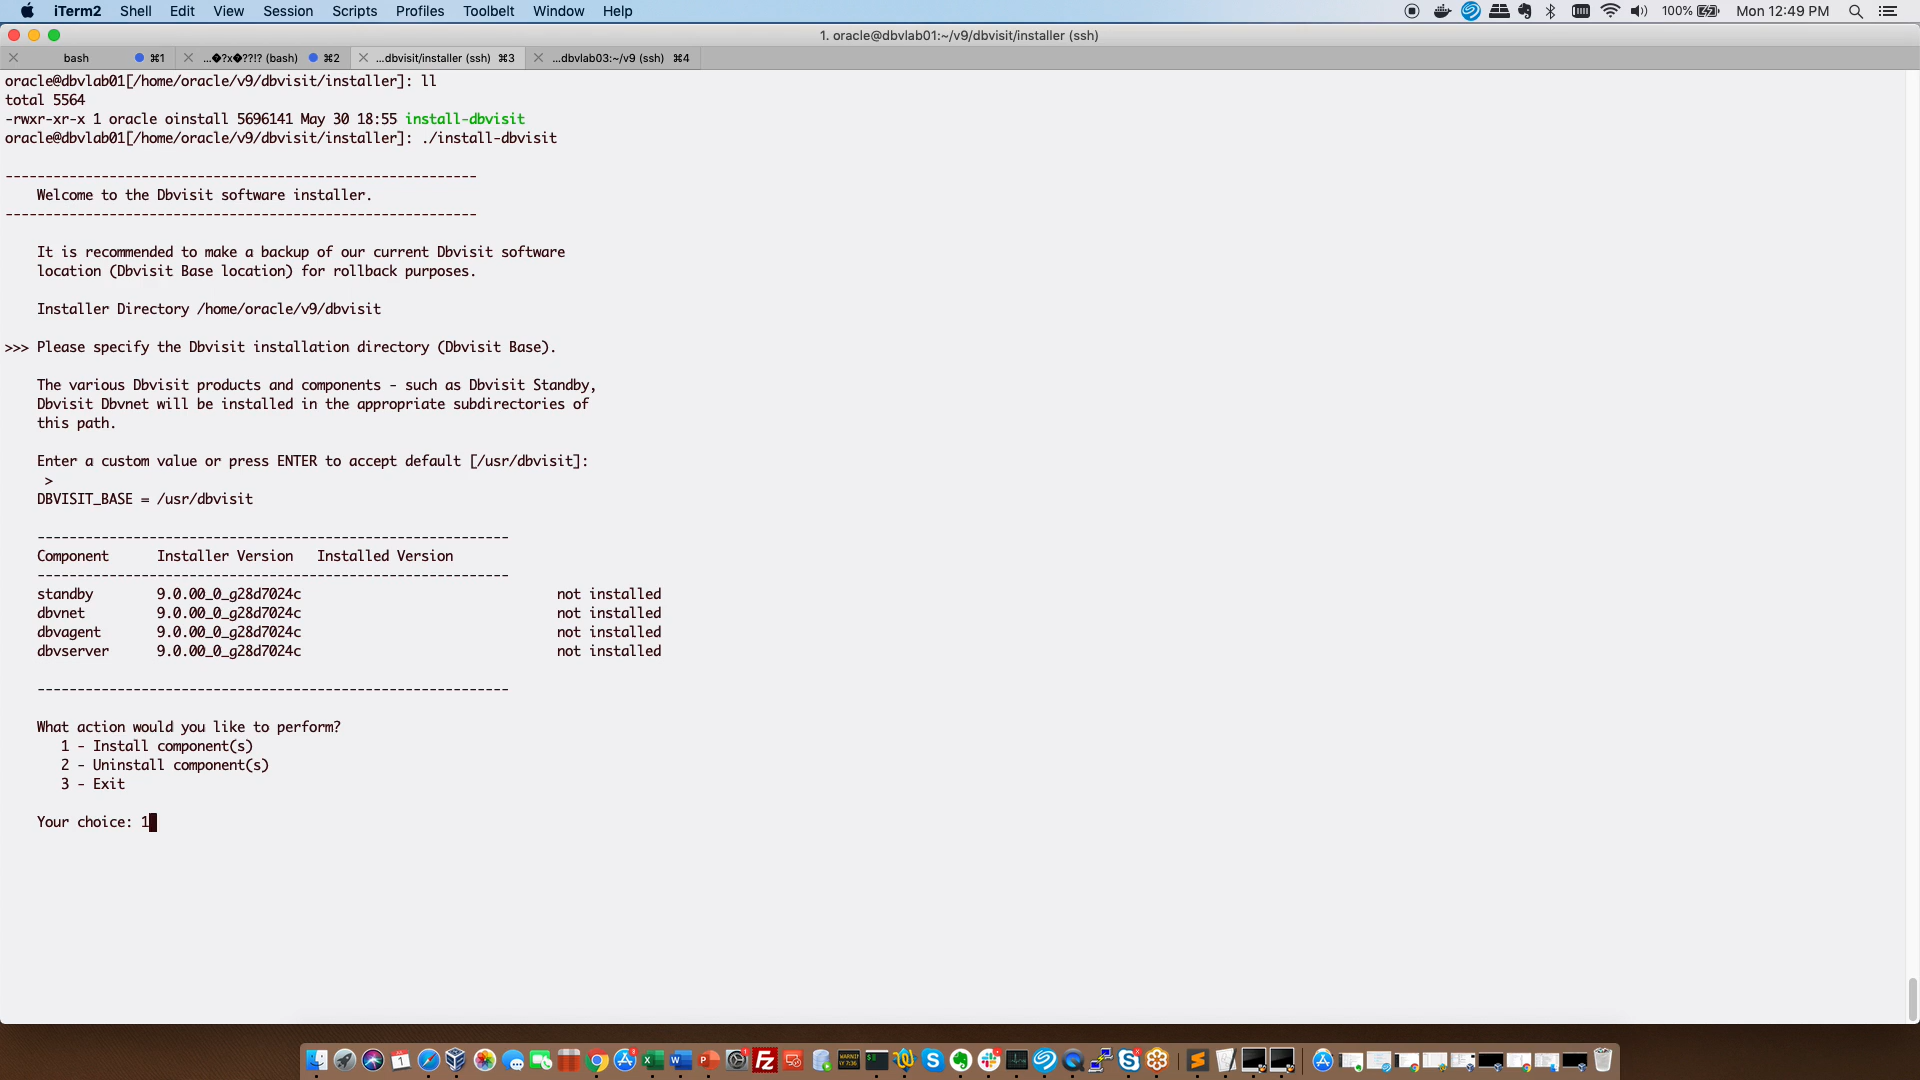 iTerm2 Shell Edit View Session Scripts Profiles Toolbelt Window Help 100% Mon 12:49 PM
1. oracle@dbvlab01:~/v9/dbvisit/installer (ssh)
bash ⌘1 ...�?x�??!? (bash) ⌘2 ...dbvisit/installer (ssh) ⌘3 ...dbvlab03:~/v9 (ssh) ⌘4
oracle@dbvlab01[/home/oracle/v9/dbvisit/installer]: ll
total 5564
-rwxr-xr-x 1 oracle oinstall 5696141 May 30 18:55 install-dbvisit
oracle@dbvlab01[/home/oracle/v9/dbvisit/installer]: ./install-dbvisit
-----------------------------------------------------------
Welcome to the Dbvisit software installer.
-----------------------------------------------------------
It is recommended to make a backup of our current Dbvisit software
location (Dbvisit Base location) for rollback purposes.
Installer Directory /home/oracle/v9/dbvisit
>>> Please specify the Dbvisit installation directory (Dbvisit Base).
The various Dbvisit products and components - such as Dbvisit Standby,
Dbvisit Dbvnet will be installed in the appropriate subdirectories of
this path.
Enter a custom value or press ENTER to accept default [/usr/dbvisit]:
>
DBVISIT_BASE = /usr/dbvisit
-----------------------------------------------------------
Component Installer Version Installed Version
-----------------------------------------------------------
standby 9.0.00_0_g28d7024c not installed
dbvnet 9.0.00_0_g28d7024c not installed
dbvagent 9.0.00_0_g28d7024c not installed
dbvserver 9.0.00_0_g28d7024c not installed
-----------------------------------------------------------
What action would you like to perform?
1 - Install component(s)
2 - Uninstall component(s)
3 - Exit
Your choice: 1